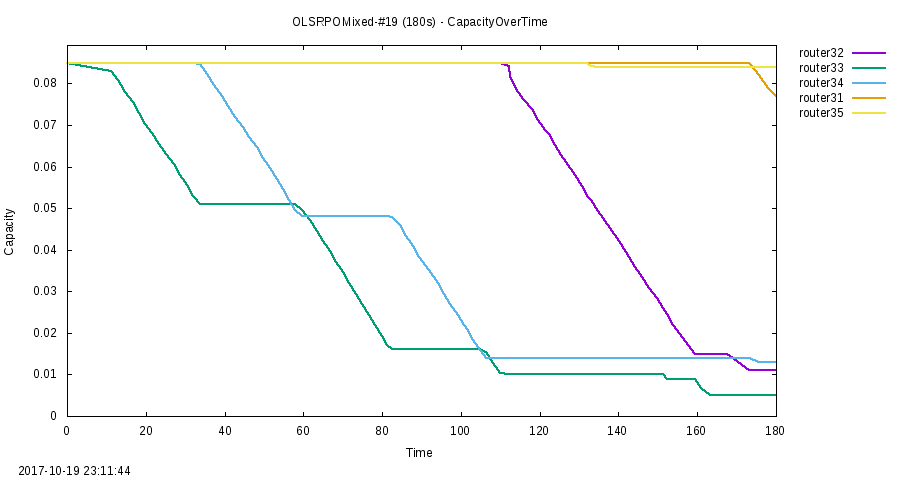 OLSRPOMixed-#19 (180s) - CapacityOverTime
router32
router33
router34
router31
router35
0.08
0.07
0.06
0.05
0.04
0.03
0.02
0.01
0
Capacity
0 20 40 60 80 100 120 140 160 180
Time
2017-10-19 23:11:44